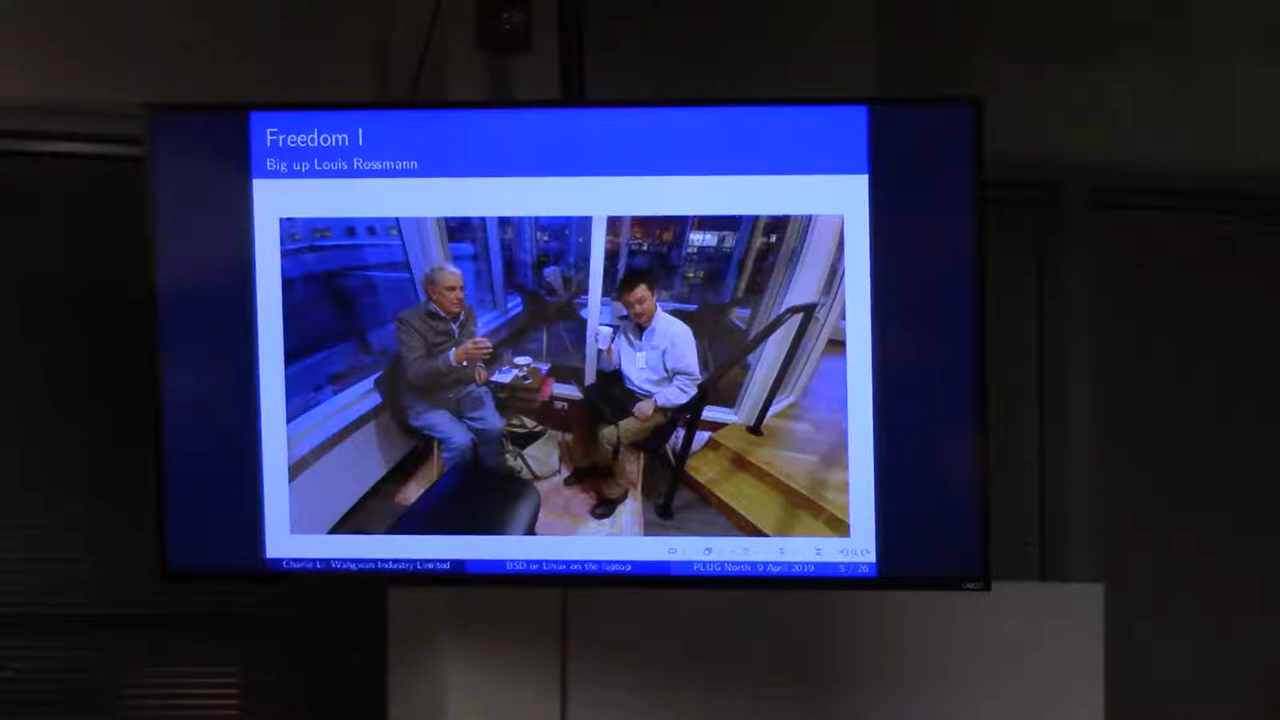 Freedom I
Big up Louis Rossmann
Charlie Li Wahgwan Industry Limited
BSD or Linux on the laptop
PLUG North 9 April 2019
5 / 26
VIZIO